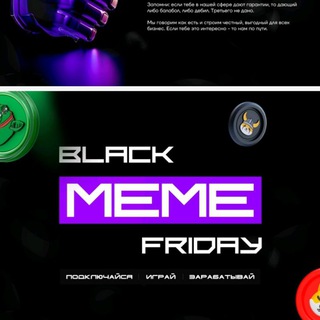 Запомни: если тебе в нашей сфере дают гарантии, то дающий
либо балабол, либо дебил. Третьего не дано.
Мы говорим как есть и строим честный, выгодный для всех
бизнес. Если тебе это интересно - то нам по пути.
BLACK
MEME
FRIDAY
ПОДКЛЮЧАЙСЯ ИГРАЙ ЗАРАБАТЫВАЙ